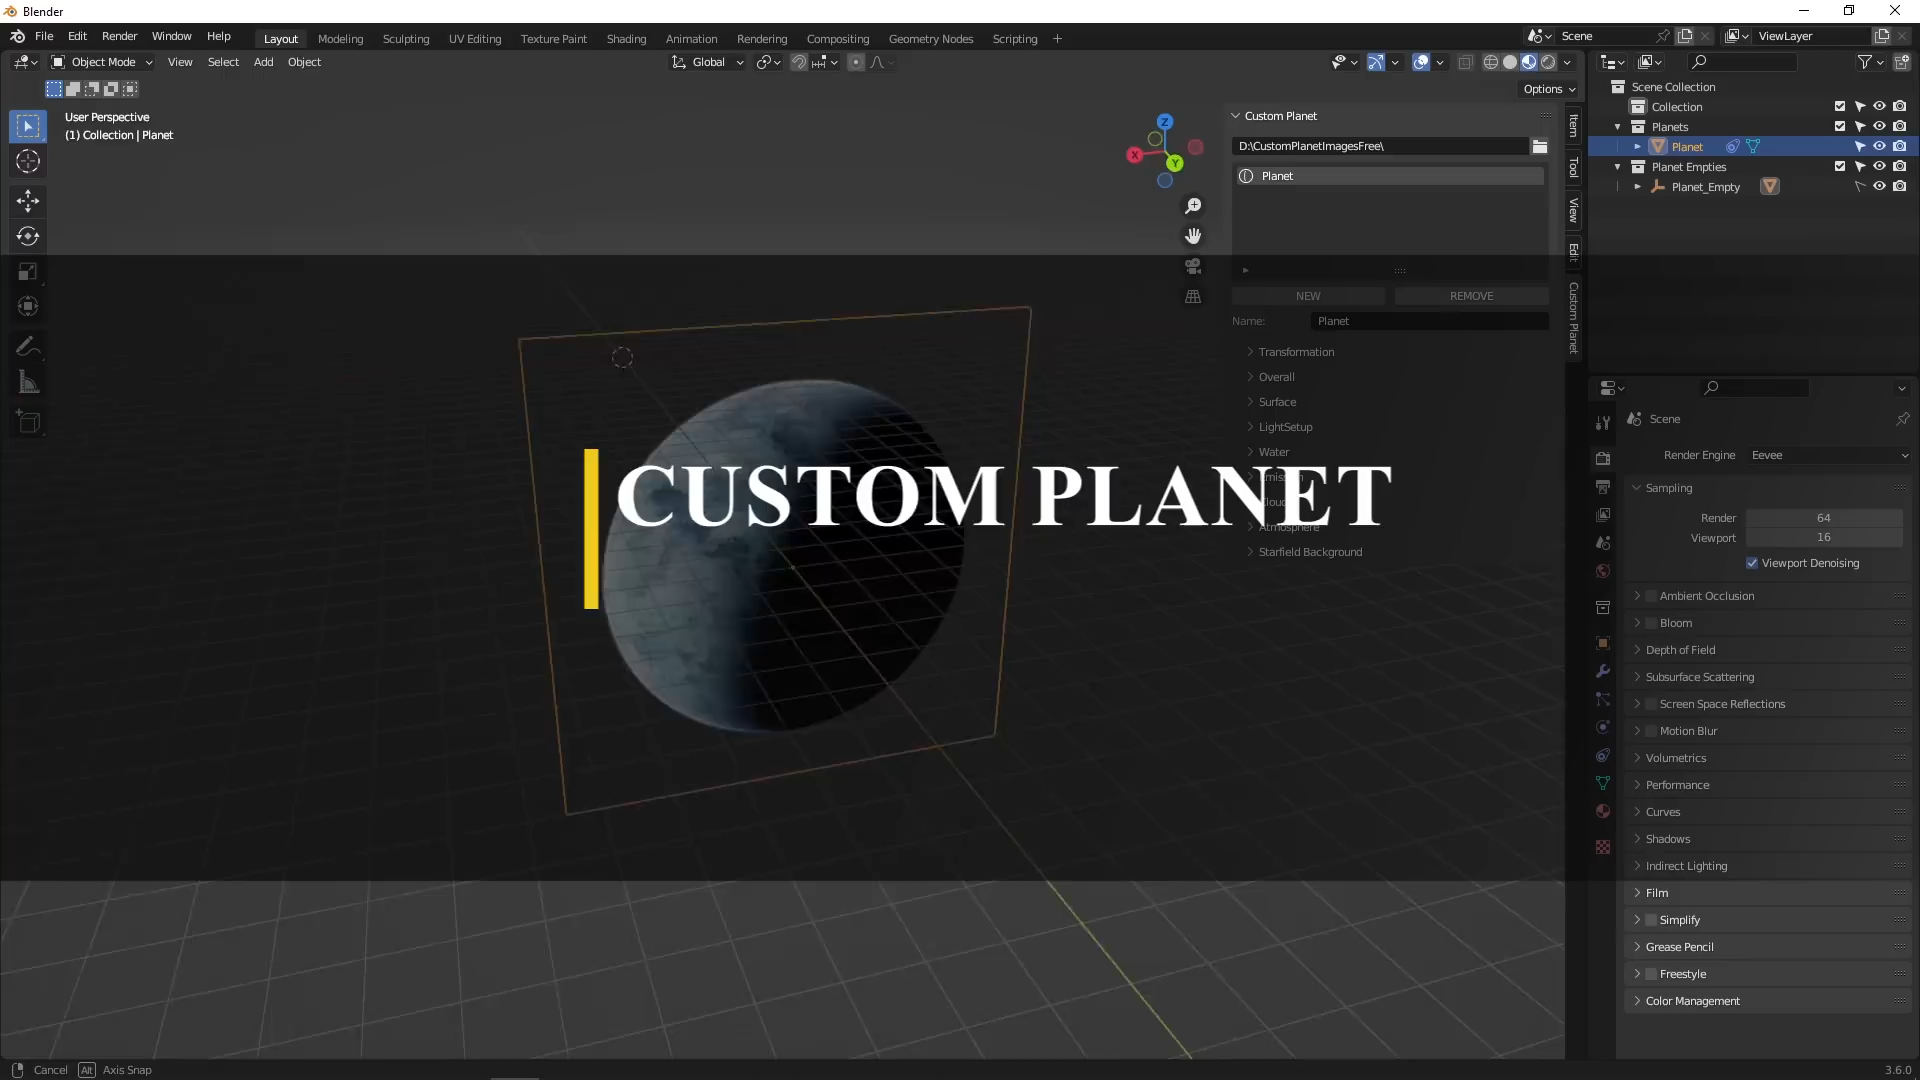 Blender
File Edit Render Window Help
Layout Modeling Sculpting UV Editing Texture Paint Shading Animation Rendering Compositing Geometry Nodes Scripting +
Scene
ViewLayer
Object Mode View Select Add Object
Global
Options
User Perspective
(1) Collection | Planet
Z
X
Y
Custom Planet
D:\CustomPlanetImagesFree\
Planet
NEW
REMOVE
Name:
Planet
Transformation
Overall
Surface
LightSetup
Water
Emission
Clouds
Atmosphere
Starfield Background
Item
Tool
View
Edit
Custom Planet
CUSTOM PLANET
Scene Collection
Collection
Planets
Planet
Planet Empties
Planet_Empty
Scene
Render Engine
Eevee
Sampling
Render
64
Viewport
16
Viewport Denoising
Ambient Occlusion
Bloom
Depth of Field
Subsurface Scattering
Screen Space Reflections
Motion Blur
Volumetrics
Performance
Curves
Shadows
Indirect Lighting
Film
Simplify
Grease Pencil
Freestyle
Color Management
Cancel
Alt
Axis Snap
3.6.0